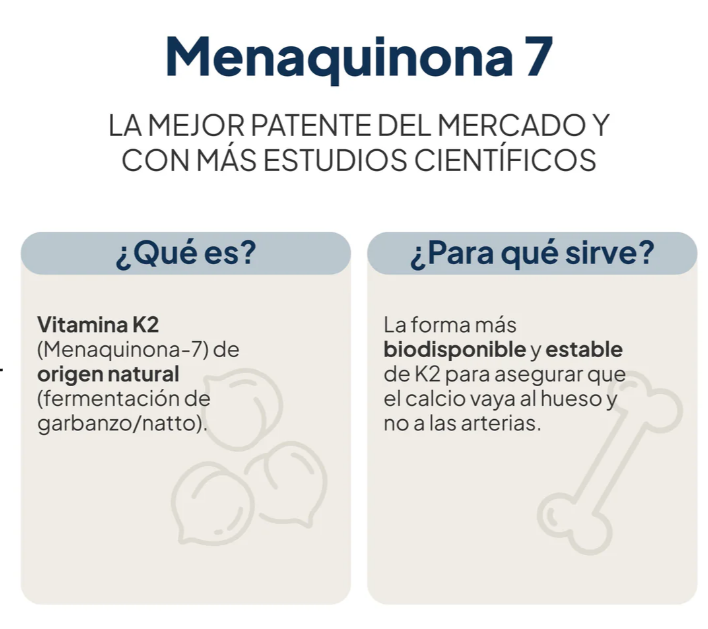 Menaquinona 7
LA MEJOR PATENTE DEL MERCADO Y
CON MÁS ESTUDIOS CIENTÍFICOS
¿Qué es?
Vitamina K2
(Menaquinona-7) de
origen natural
(fermentación de
garbanzo/natto).
¿Para qué sirve?
La forma más
biodisponible y estable
de K2 para asegurar que
el calcio vaya al hueso y
no a las arterias.